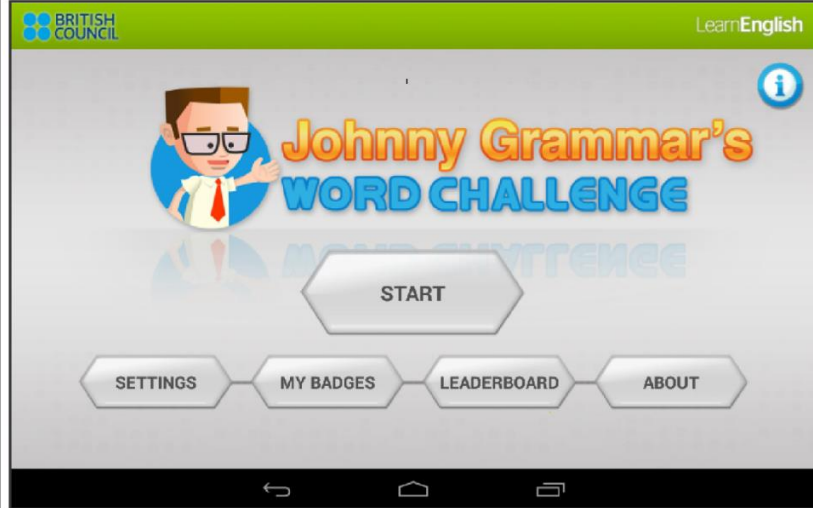 BRITISH
COUNCIL
LearnEnglish
i
Johnny Grammar's
WORD CHALLENGE
START
SETTINGS
MY BADGES
LEADERBOARD
ABOUT